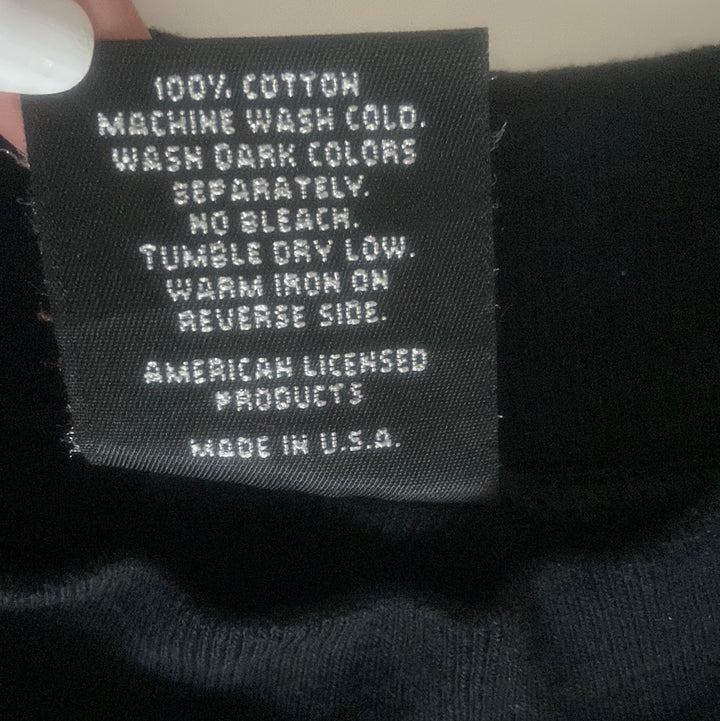 100% COTTON
MACHINE WASH COLD.
WASH DARK COLORS
SEPARATELY.
NO BLEACH.
TUMBLE DRY LOW.
WARM IRON ON
REVERSE SIDE.
AMERICAN LICENSED
PRODUCTS
MADE IN U.S.A.